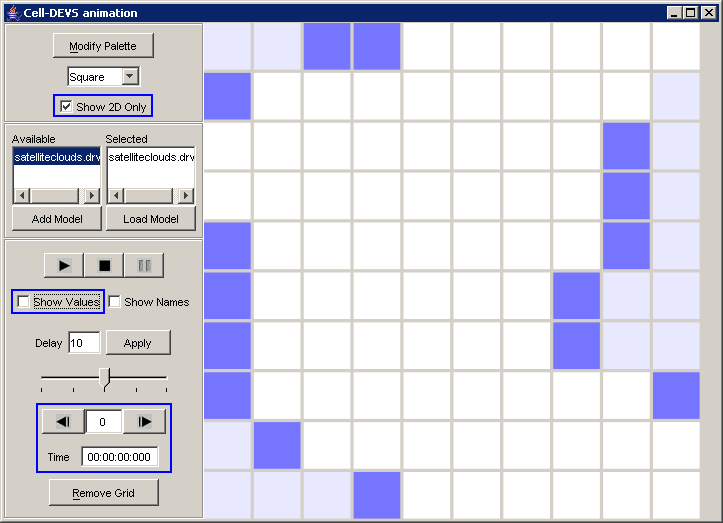 Cell-DEVS animation
Modify Palette
Square
Show 2D Only
Available Selected
satelliteclouds.drv satelliteclouds.drv
Add Model Load Model
Show Values Show Names
Delay 10 Apply
0
Time 00:00:00:000
Remove Grid